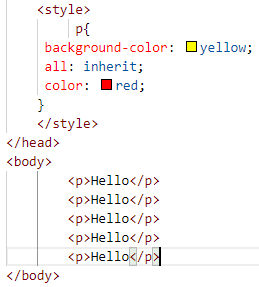 <style>
p{
background-color: yellow;
all: inherit;
color: red;
}
</style>
</head>
<body>
<p>Hello</p>
<p>Hello</p>
<p>Hello</p>
<p>Hello</p>
<p>Hello</p>
</body>